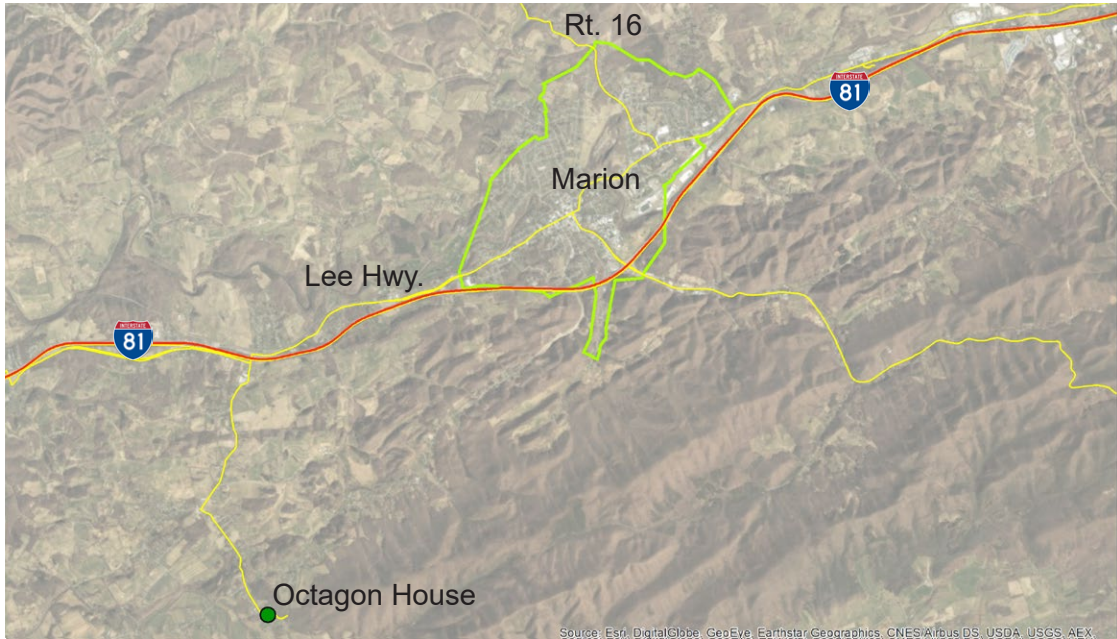 Rt. 16
INTERSTATE
81
Marion
Lee Hwy.
INTERSTATE
81
Octagon House
Source: Esri, DigitalGlobe, GeoEye, Earthstar Geographics, CNES/Airbus DS, USDA, USGS, AEX,